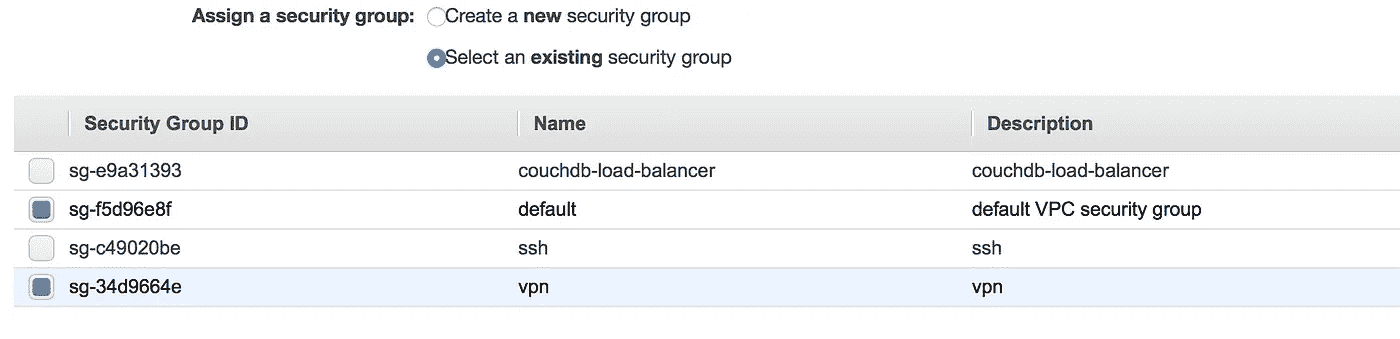 Assign a security group: Create a new security group
Select an existing security group
Security Group ID Name Description
sg-e9a31393 couchdb-load-balancer couchdb-load-balancer
sg-f5d96e8f default default VPC security group
sg-c49020be ssh ssh
sg-34d9664e vpn vpn